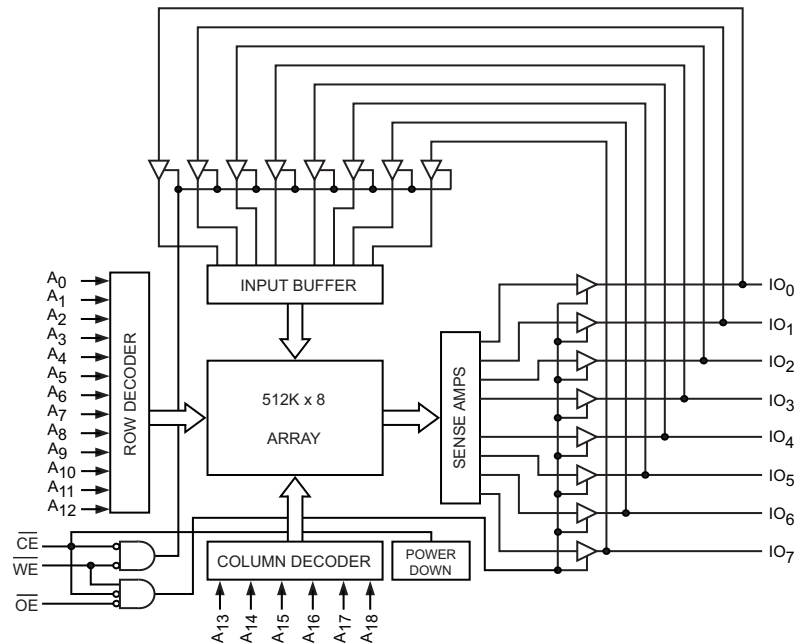 INPUT BUFFER
A0
A1
A2
A3
A4
A5
A6
A7
A8
A9
A10
A11
A12
ROW DECODER
512K x 8
ARRAY
SENSE AMPS
IO0
IO1
IO2
IO3
IO4
IO5
IO6
IO7
CE
WE
OE
COLUMN DECODER
POWER
DOWN
A13
A14
A15
A16
A17
A18